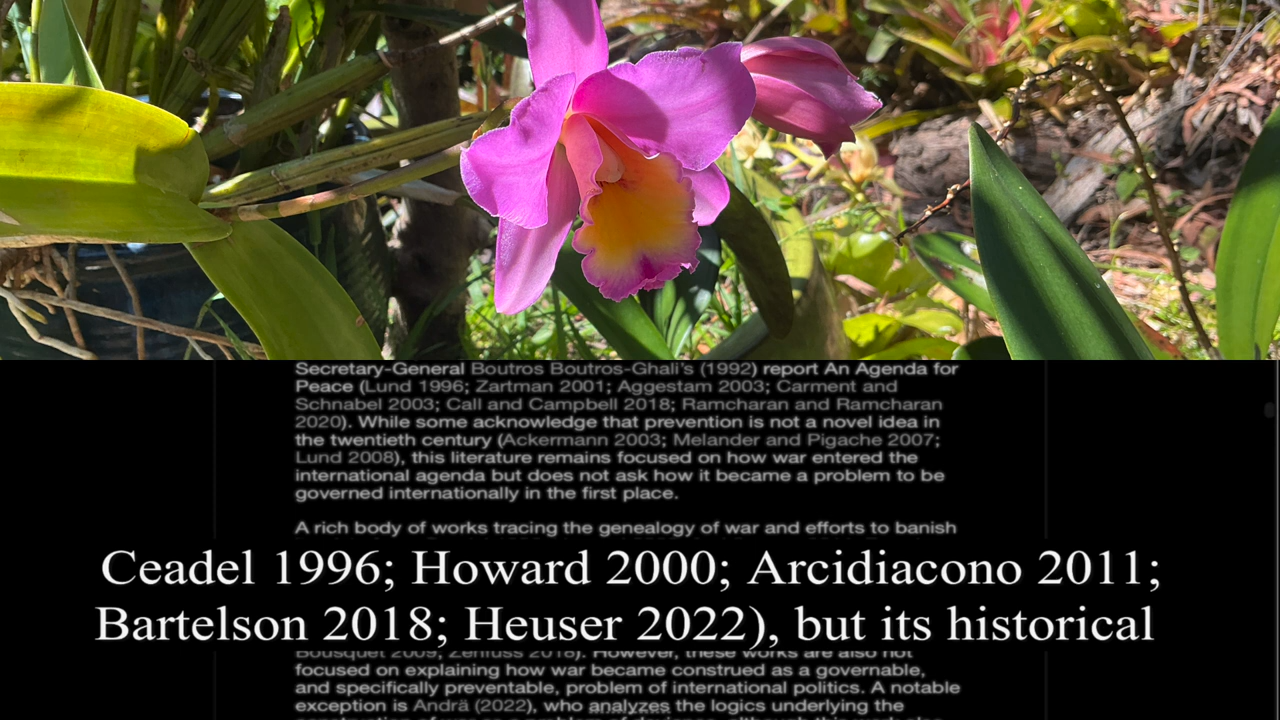 Secretary-General Boutros Boutros-Ghali's (1992) report An Agenda for
Peace (Lund 1996; Zartman 2001; Aggestam 2003; Carment and
Schnabel 2003; Call and Campbell 2018; Ramcharan and Ramcharan
2020). While some acknowledge that prevention is not a novel idea in
the twentieth century (Ackermann 2003; Melander and Pigache 2007;
Lund 2008), this literature remains focused on how war entered the
international agenda but does not ask how it became a problem to be
governed internationally in the first place.
A rich body of works tracing the genealogy of war and efforts to banish
Ceadel 1996; Howard 2000; Arcidiacono 2011;
Bartelson 2018; Heuser 2022), but its historical
Bousquet 2009; Zehfuss 2018). However, these works are also not
focused on explaining how war became construed as a governable,
and specifically preventable, problem of international politics. A notable
exception is Andrä (2022), who analyzes the logics underlying the